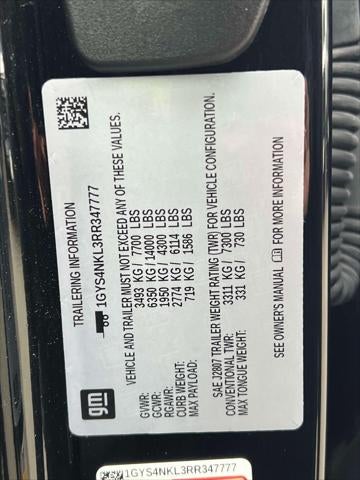 TRAILERING INFORMATION
1GYS4NKL3RR347777
VEHICLE AND TRAILER MUST NOT EXCEED ANY OF THESE VALUES.
GVWR: 3493 KG/ 7700 LBS
GCWR: 6350 KG/14000 LBS
RGAWR: 1950 KG/ 4300 LBS
CURB WEIGHT: 2774 KG/ 6114 LBS
MAX PAYLOAD: 719 KG/ 1586 LBS
SAE J2807 TRAILER WEIGHT RATING (TWR) FOR VEHICLE CONFIGURATION.
CONVENTIONAL TWR: 3311 KG/ 7300 LBS
MAX TONGUE WEIGHT: 331 KG/ 730 LBS
SEE OWNER'S MANUAL FOR MORE INFORMATION
gm
1GYS4NKL3RR347777